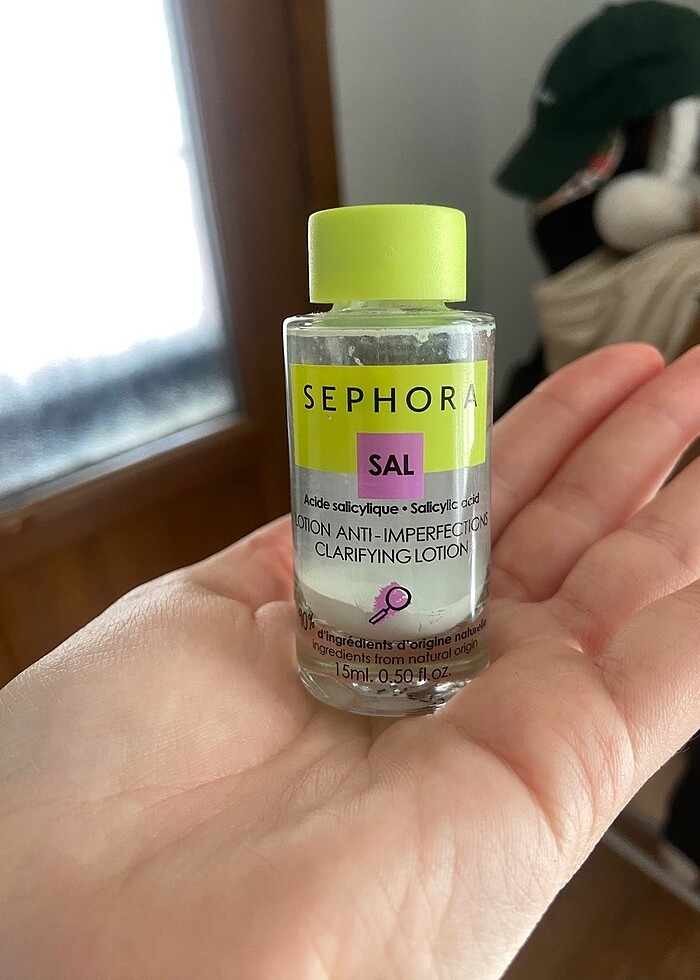 SEPHORA
SAL
Acide salicylique • Salicylic acid
LOTION ANTI-IMPERFECTIONS
CLARIFYING LOTION
90% d'ingrédients d'origine naturelle
ingredients from natural origin
15ml. 0.50 fl.oz.